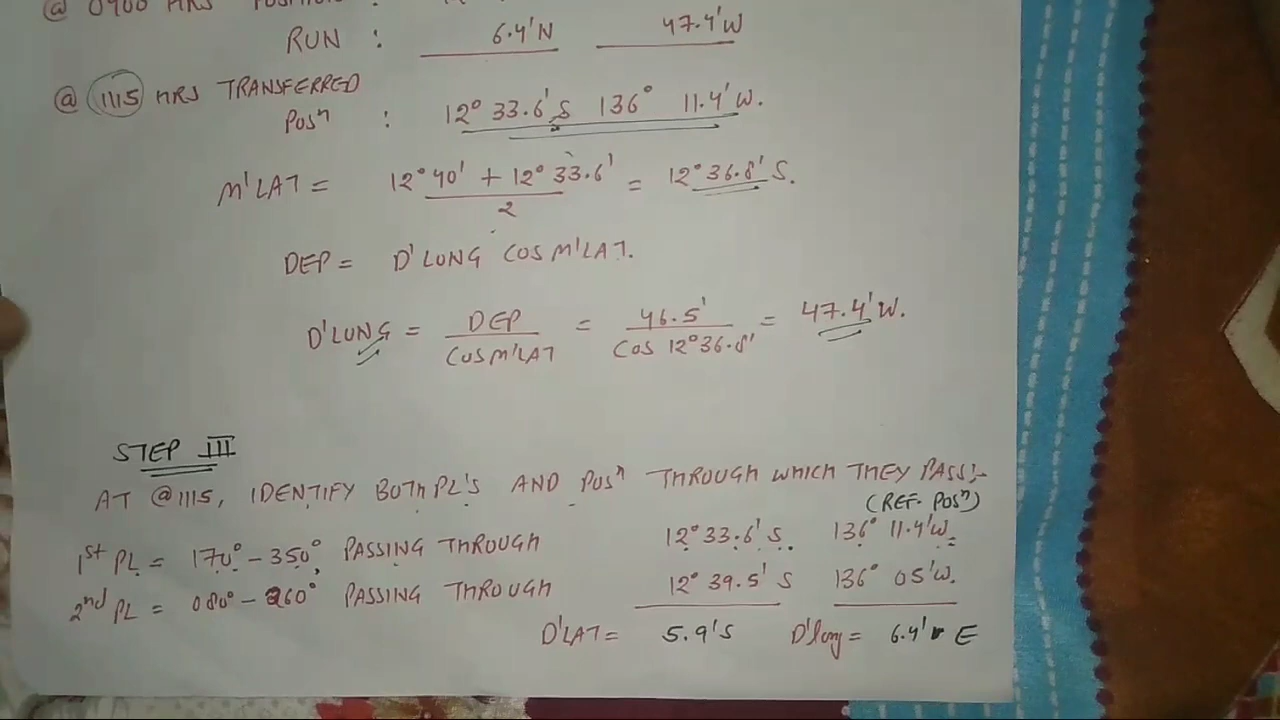 @ 0900 HRS
RUN : 6.4'N 47.4'W
@ 1115 HRS TRANSFERRED
POSⁿ : 12° 33.6' S 136° 11.4' W.
M'LAT = 12°40' + 12° 33.6' / 2 = 12°36.8' S.
DEP = D'LONG COS M'LAT.
D'LONG = DEP / COS M'LAT = 46.5' / COS 12°36.8' = 47.4' W.
STEP III
AT @1115, IDENTIFY BOTH PL'S AND POSⁿ THROUGH WHICH THEY PASS:-
(REF. POSⁿ)
1st PL = 170° - 350°, PASSING THROUGH 12° 33.6' S. 136° 11.4' W.
2nd PL = 080° - 260° PASSING THROUGH 12° 39.5' S 136° 05' W.
D'LAT = 5.9' S D'long = 6.4' E